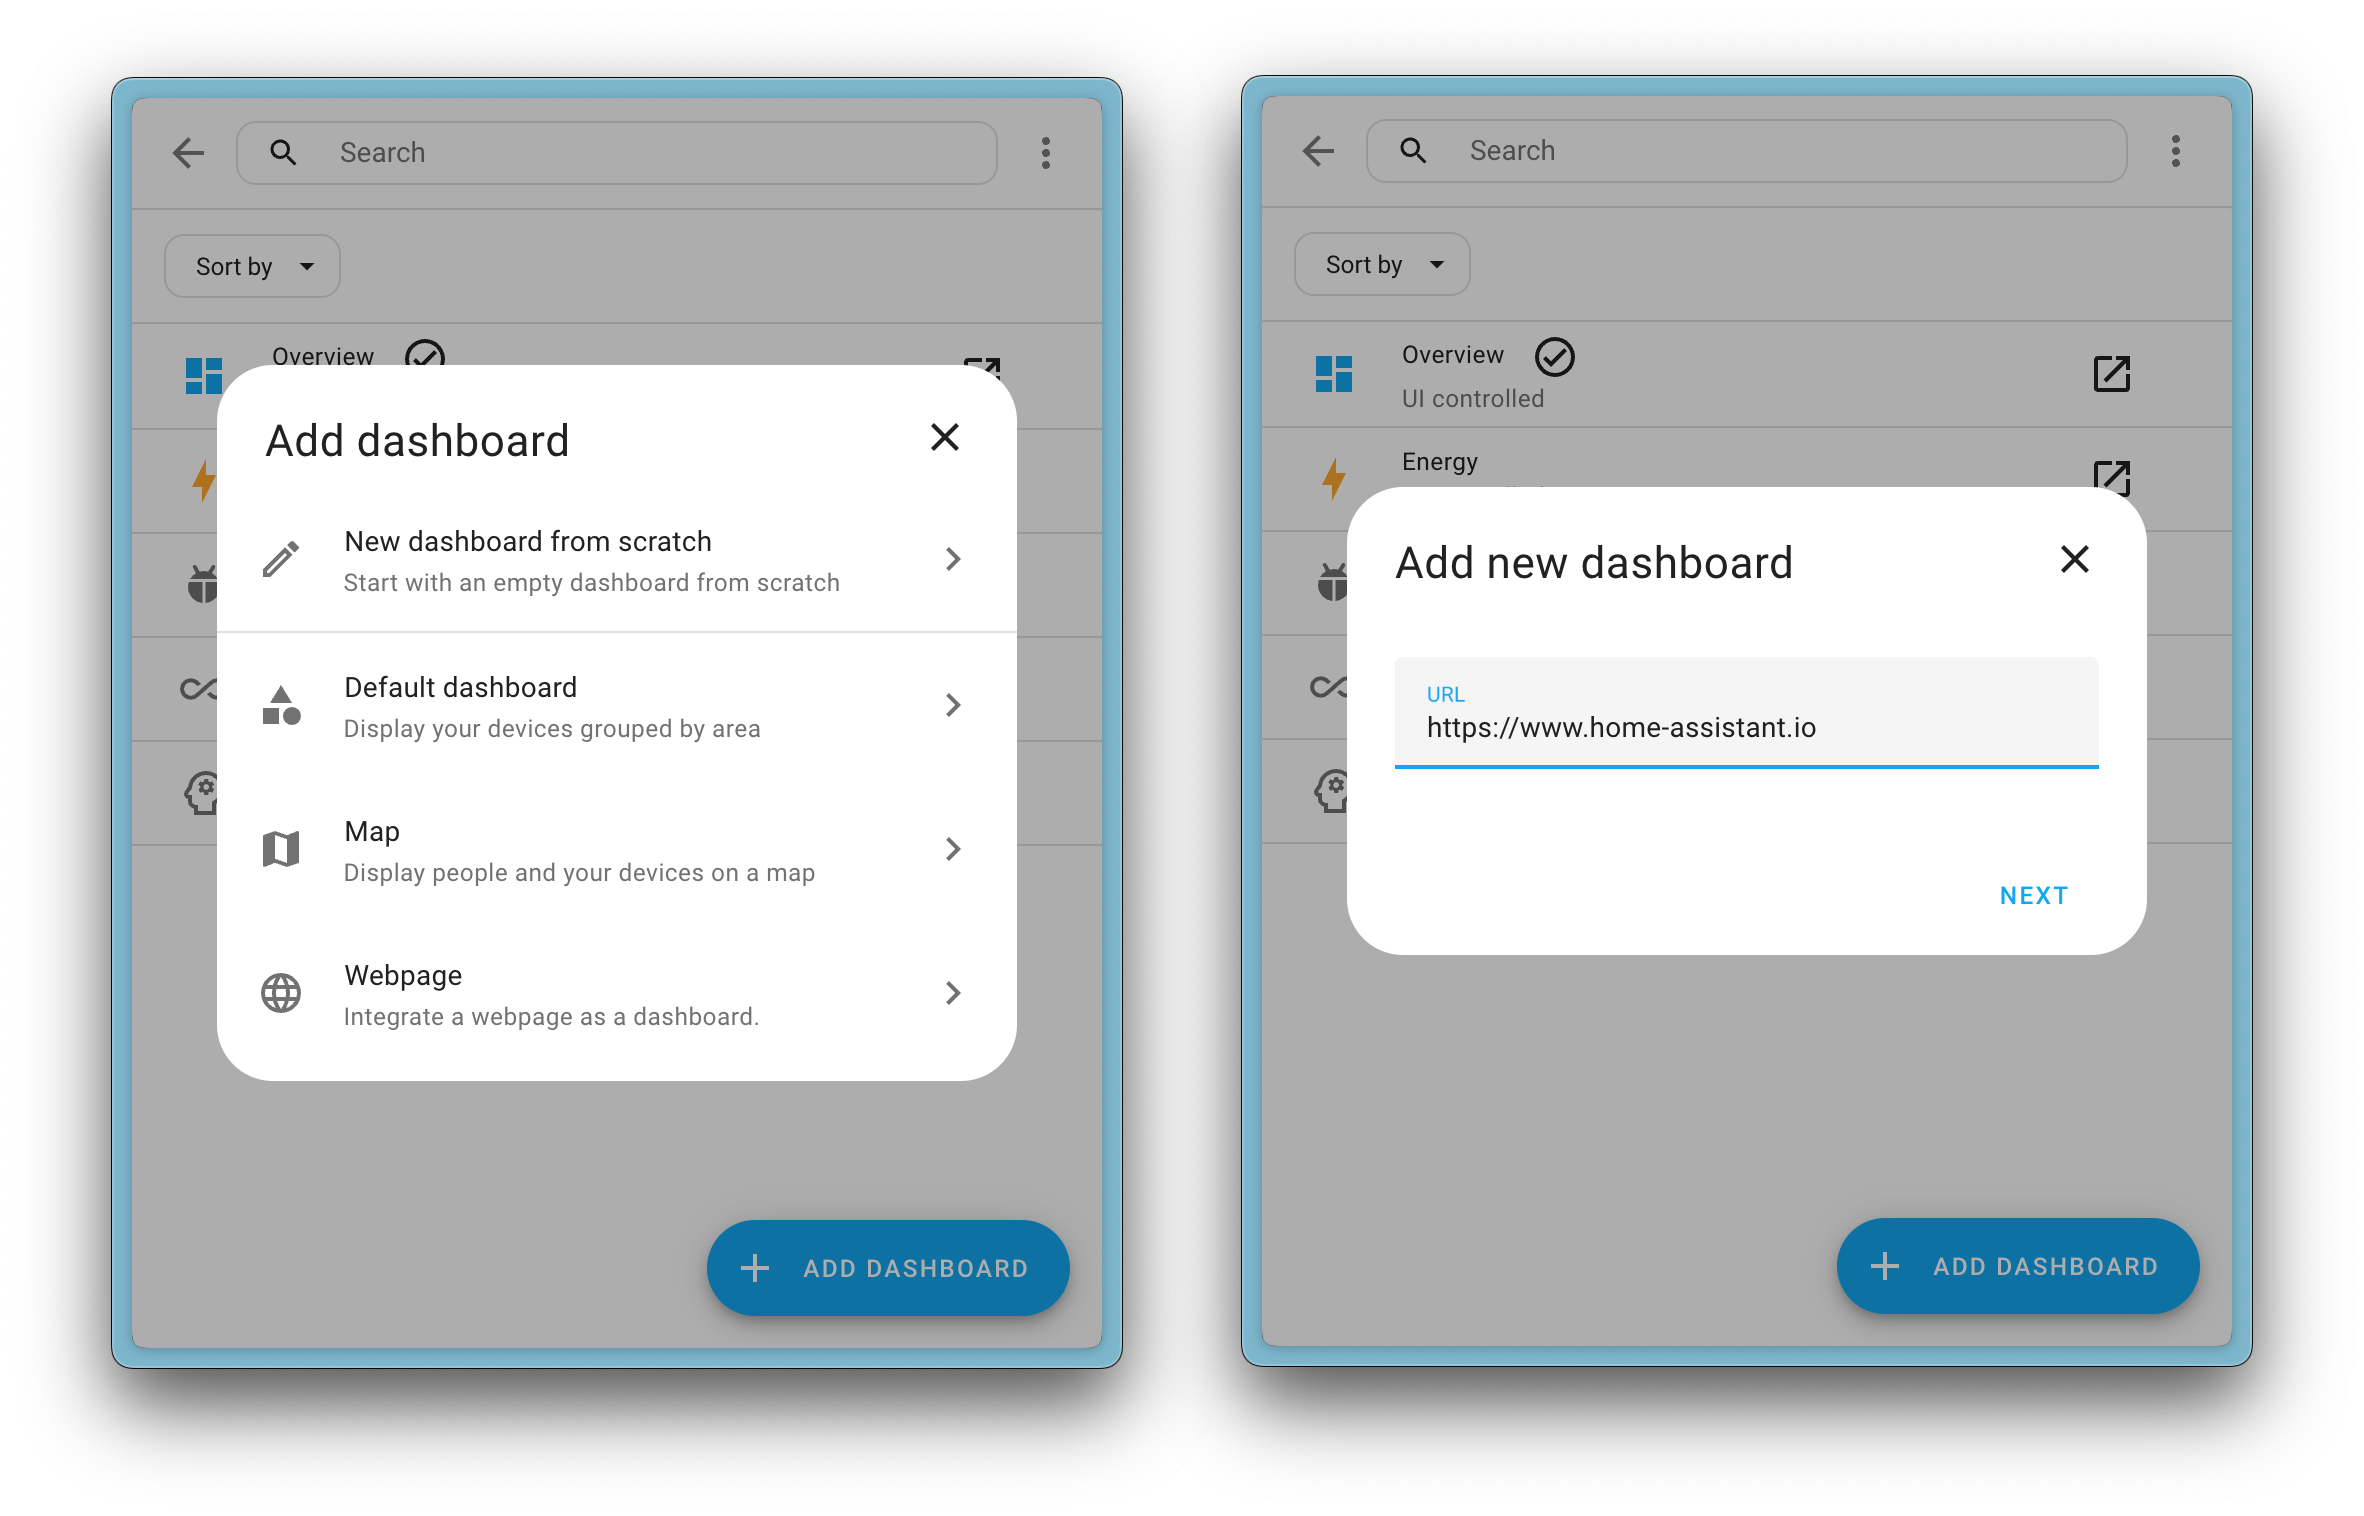 Search
Sort by
Overview
Add dashboard
New dashboard from scratch
Start with an empty dashboard from scratch
Default dashboard
Display your devices grouped by area
Map
Display people and your devices on a map
Webpage
Integrate a webpage as a dashboard.
ADD DASHBOARD
Search
Sort by
Overview
UI controlled
Energy
Add new dashboard
URL
https://www.home-assistant.io
NEXT
ADD DASHBOARD